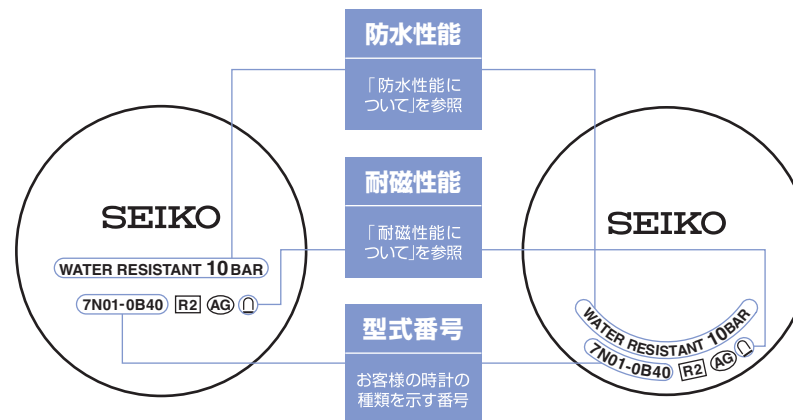 防水性能
「防水性能に
ついて」を参照
耐磁性能
「耐磁性能に
ついて」を参照
型式番号
お客様の時計の
種類を示す番号
SEIKO
WATER RESISTANT 10 BAR
7N01-0B40 R2 AG
SEIKO
WATER RESISTANT 10BAR
7N01-0B40 R2 AG